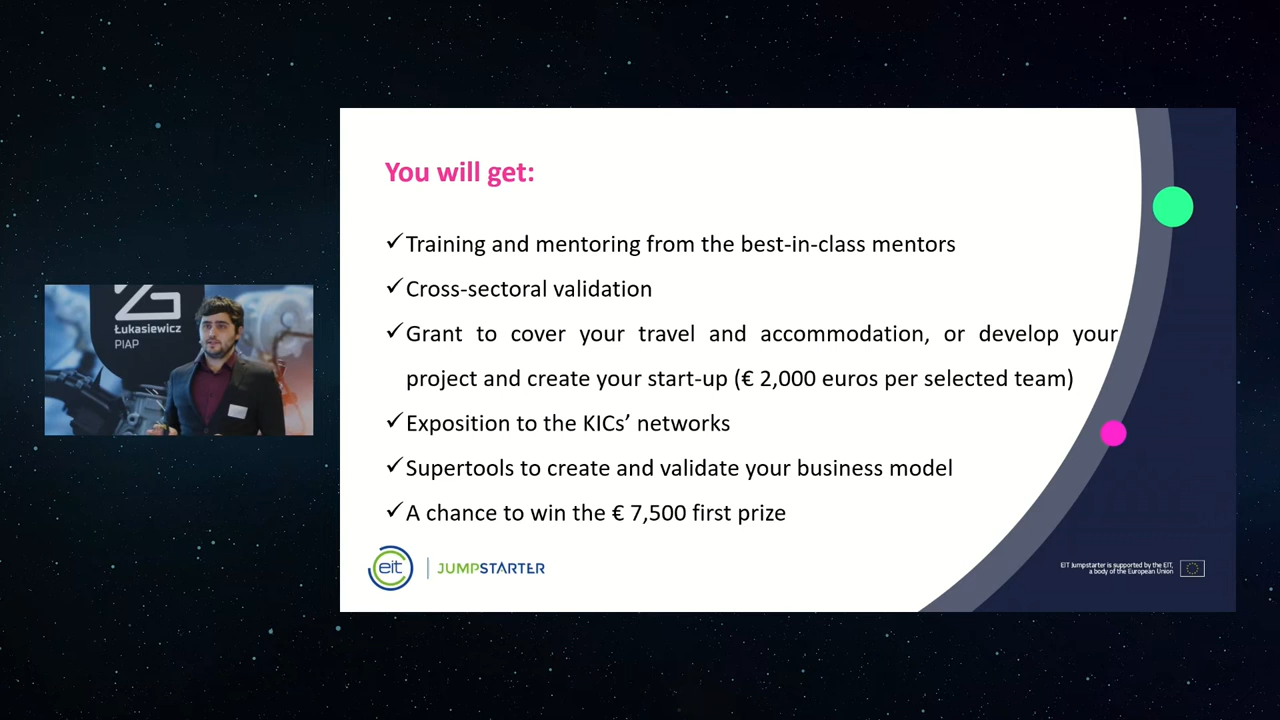 Łukasiewicz
PIAP
You will get:
✓Training and mentoring from the best-in-class mentors
✓Cross-sectoral validation
✓Grant to cover your travel and accommodation, or develop your
project and create your start-up (€ 2,000 euros per selected team)
✓Exposition to the KICs’ networks
✓Supertools to create and validate your business model
✓A chance to win the € 7,500 first prize
eit JUMPSTARTER
EIT Jumpstarter is supported by the EIT,
a body of the European Union